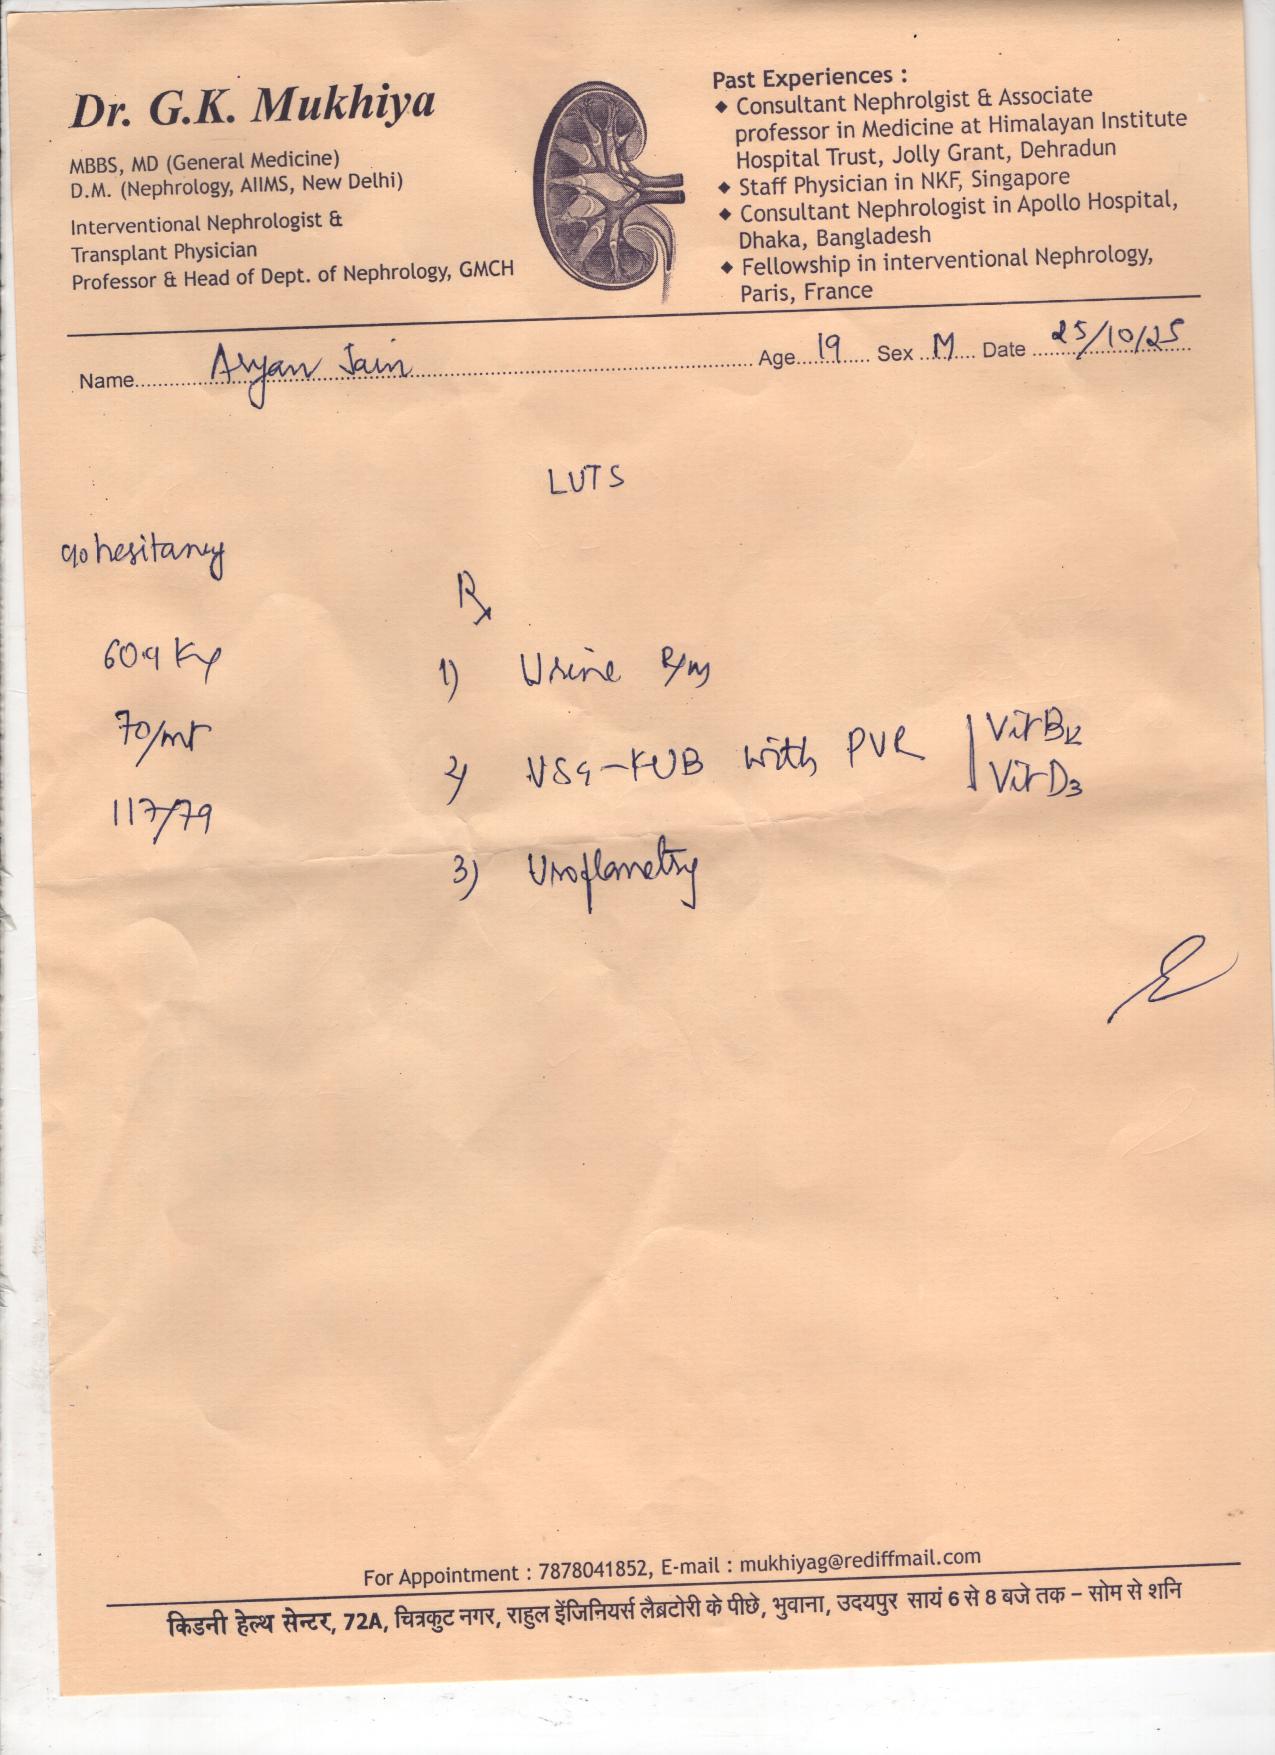 Dr. G.K. Mukhiya
MBBS, MD (General Medicine)
D.M. (Nephrology, AIIMS, New Delhi)
Interventional Nephrologist &
Transplant Physician
Professor & Head of Dept. of Nephrology, GMCH
Past Experiences :
◆ Consultant Nephrolgist & Associate
professor in Medicine at Himalayan Institute
Hospital Trust, Jolly Grant, Dehradun
◆ Staff Physician in NKF, Singapore
◆ Consultant Nephrologist in Apollo Hospital,
Dhaka, Bangladesh
◆ Fellowship in interventional Nephrology,
Paris, France
Name Aryan Jain Age 19 Sex M Date 25/10/25
LUTS
c/o hesitancy
Rx
60.9 Kg
1) Urine R/m
70/mt
2) USG-KUB with PVR | Vit B12
Vit D3
117/79
3) Uroflometry
For Appointment : 7878041852, E-mail : mukhiyag@rediffmail.com
किडनी हेल्थ सेन्टर, 72A, चित्रकुट नगर, राहुल इेंजिनियर्स लैब्रटोरी के पीछे, भुवाना, उदयपुर सायं 6 से 8 बजे तक – सोम से शनि